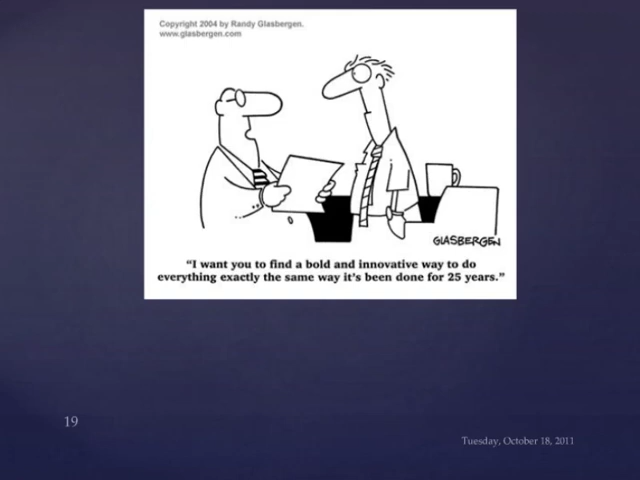 Copyright 2004 by Randy Glasbergen.
www.glasbergen.com
GLASBERGEN
“I want you to find a bold and innovative way to do
everything exactly the same way it’s been done for 25 years.”
19
Tuesday, October 18, 2011